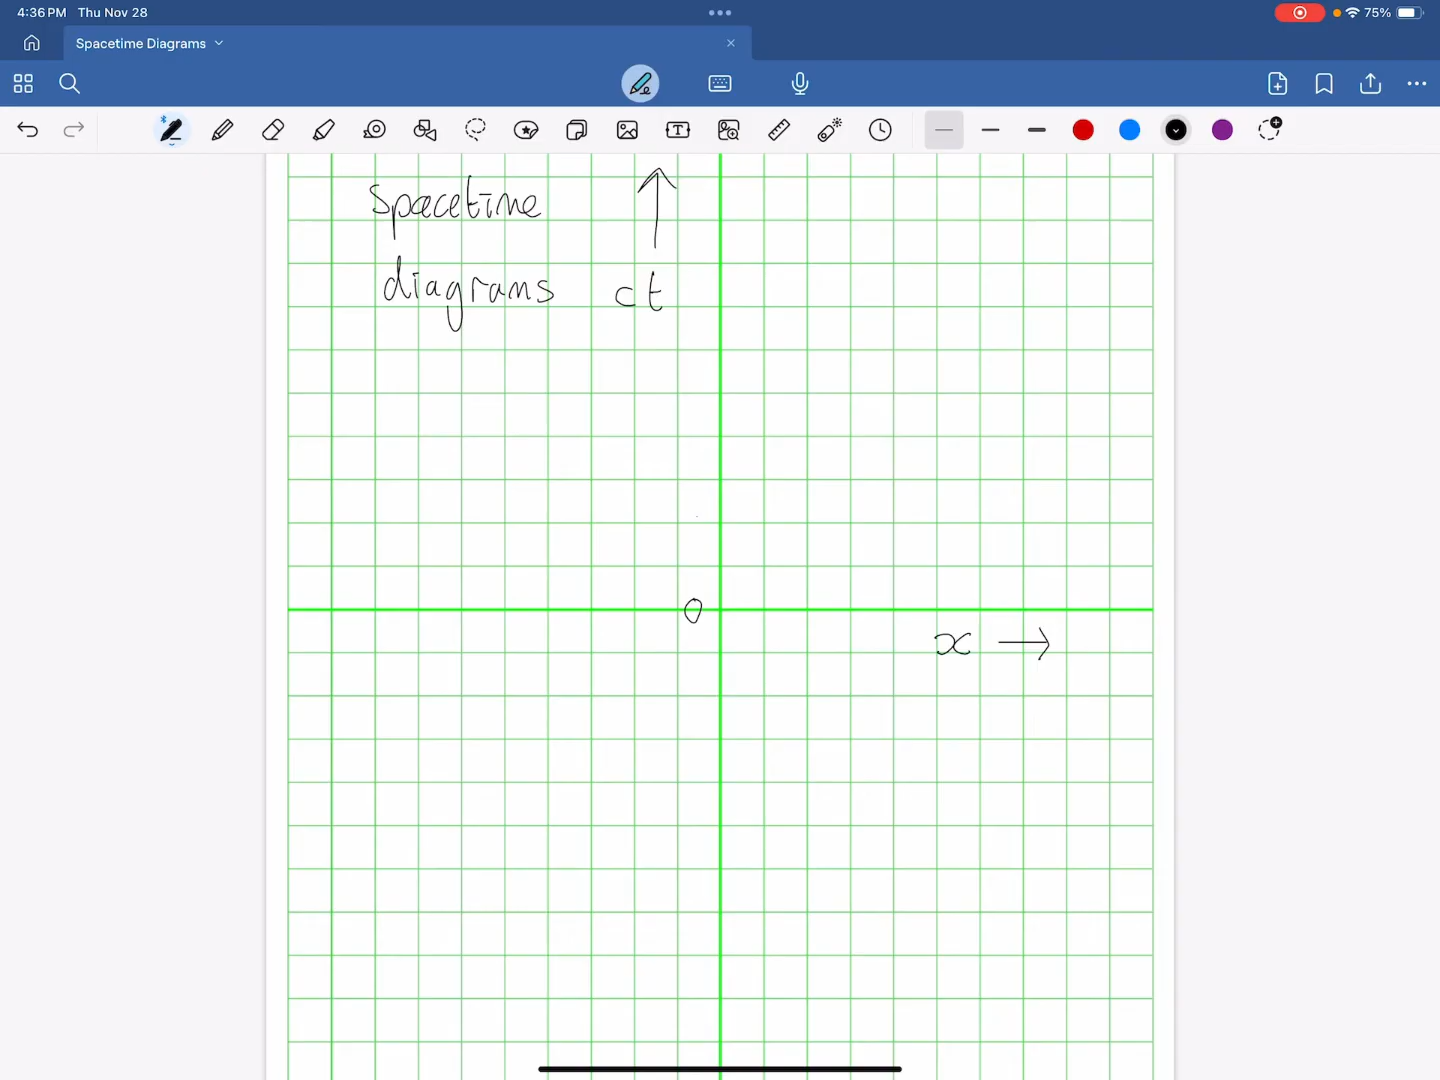 4:36 PM Thu Nov 28
75%
Spacetime Diagrams
Spacetime
diagrams ct
0
x